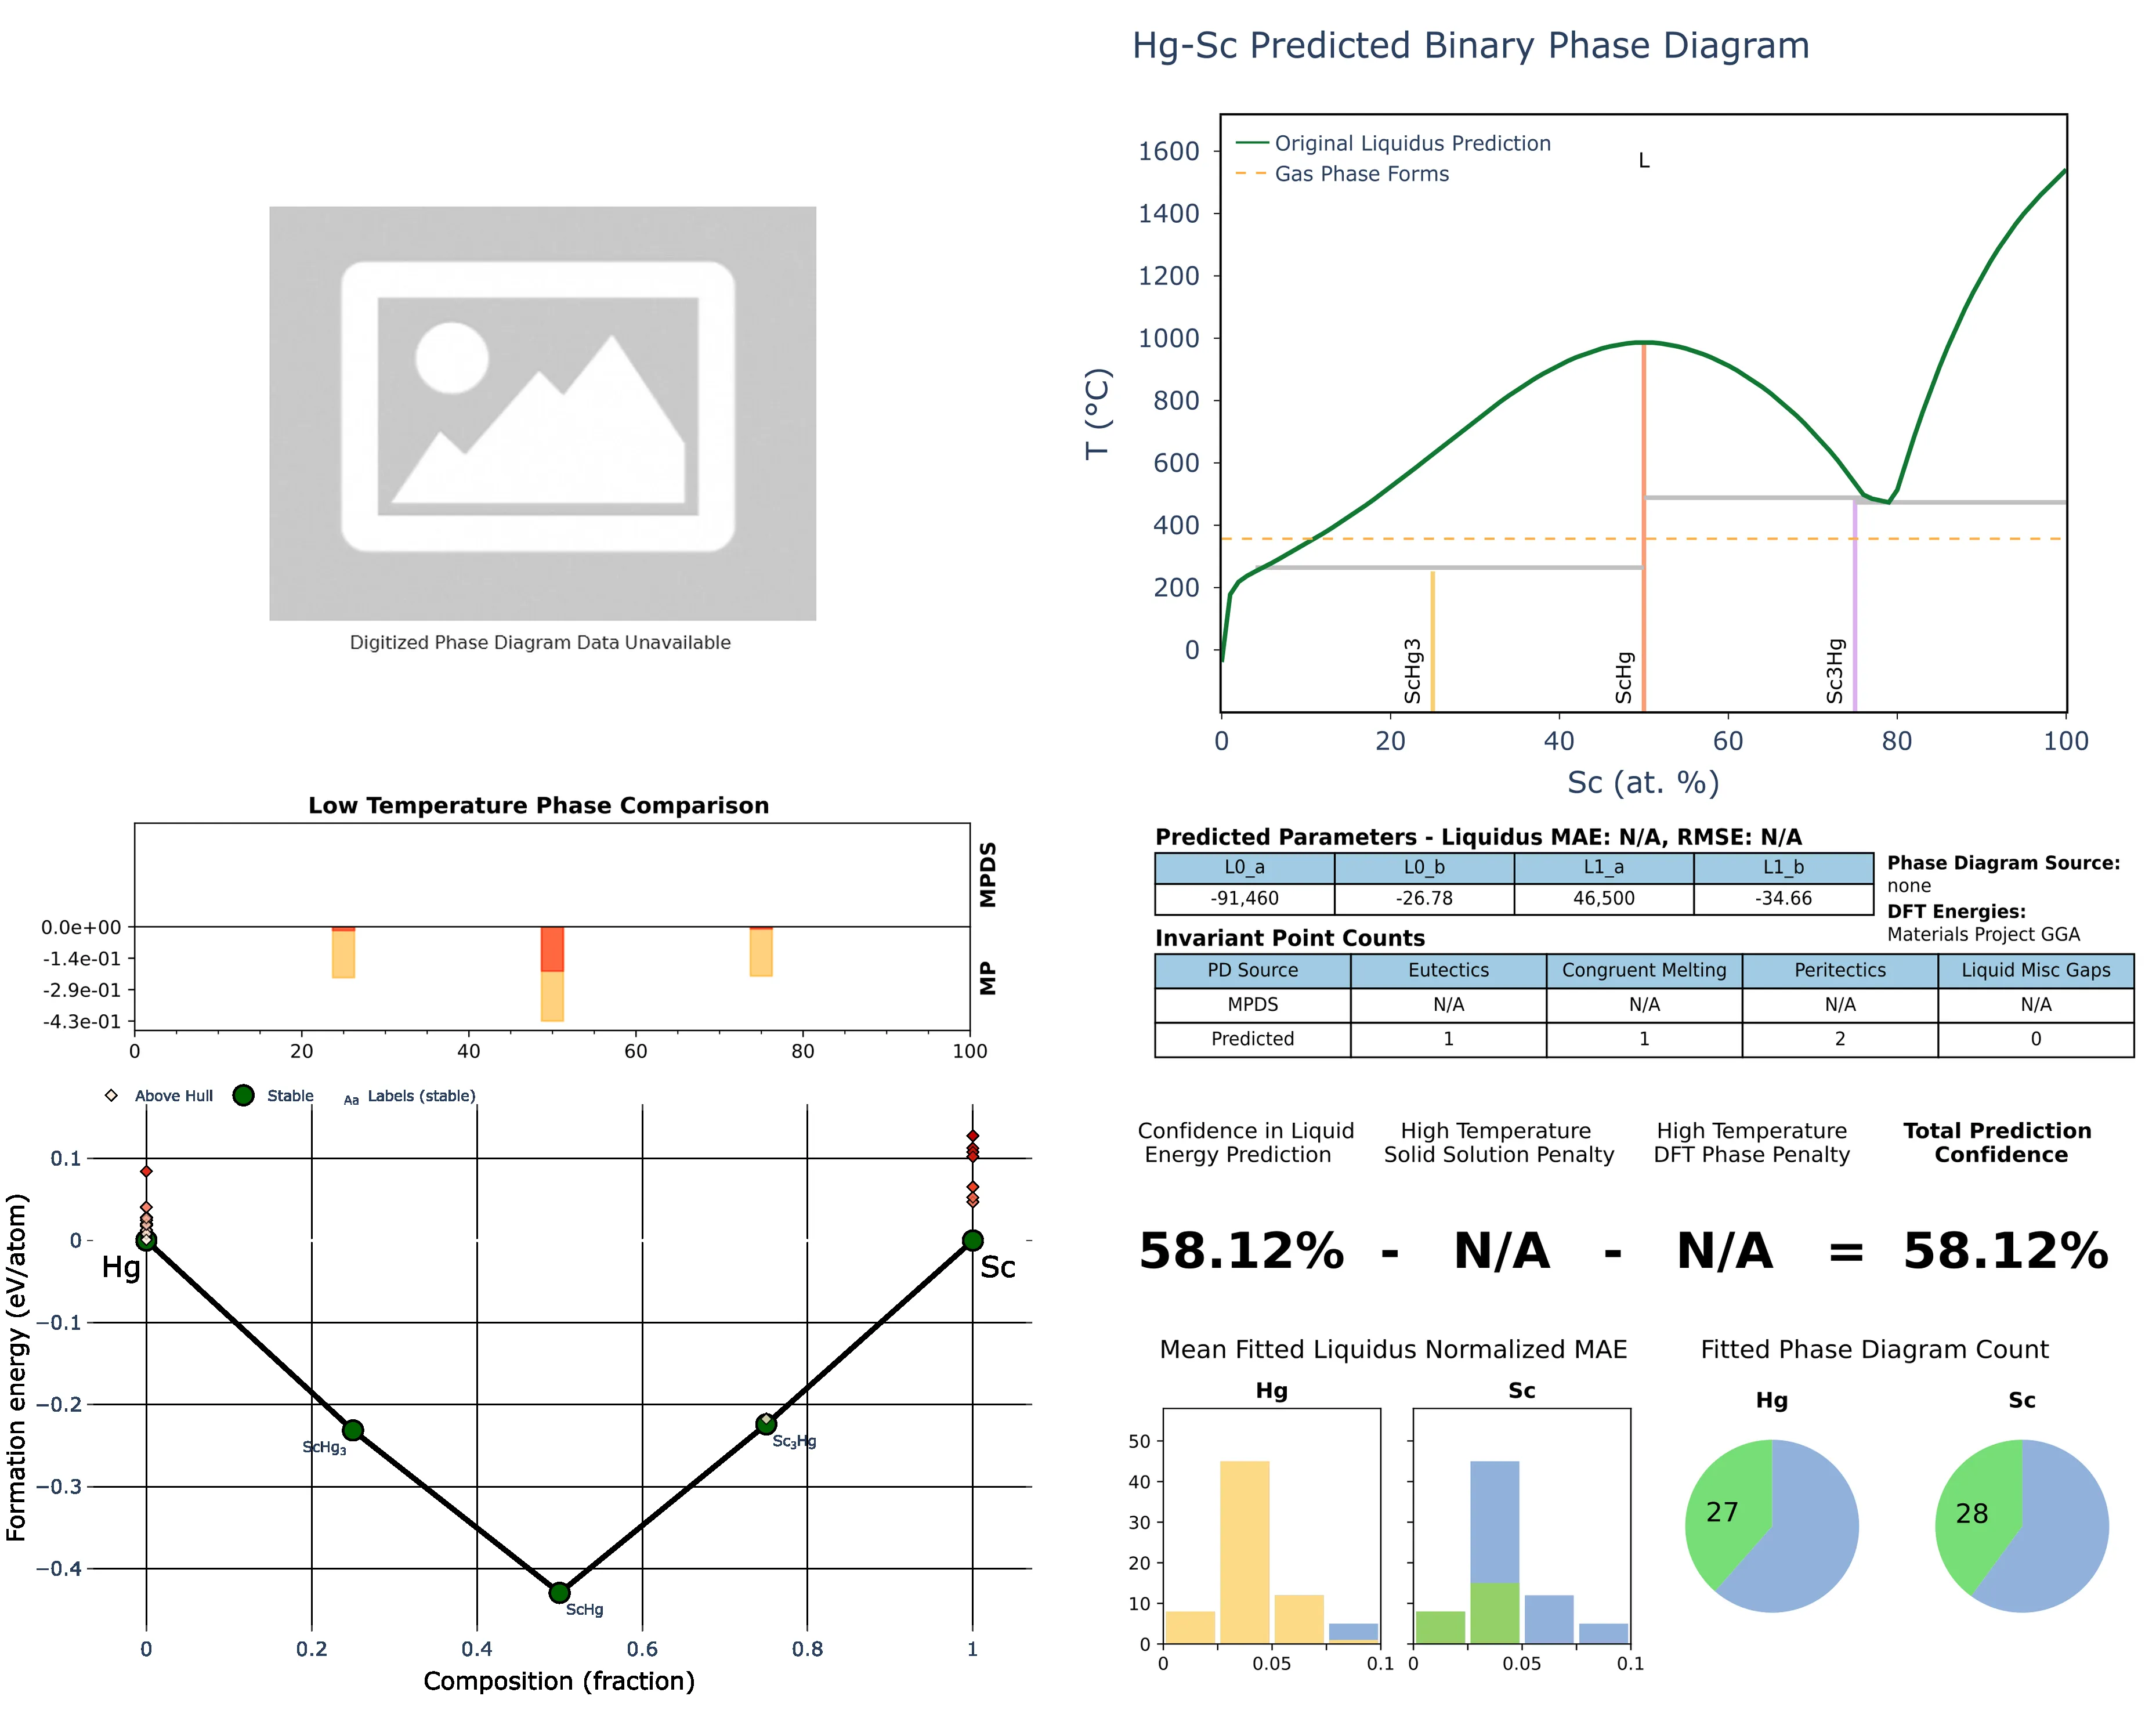 Hg-Sc Predicted Binary Phase Diagram
Original Liquidus Prediction
Gas Phase Forms
L
1600
1400
1200
1000
800
600
400
200
0
T (°C)
ScHg3
ScHg
Sc3Hg
0 20 40 60 80 100
Sc (at. %)
Digitized Phase Diagram Data Unavailable
Low Temperature Phase Comparison
MPDS
MP
0.0e+00
-1.4e-01
-2.9e-01
-4.3e-01
0 20 40 60 80 100
Predicted Parameters - Liquidus MAE: N/A, RMSE: N/A
L0_a L0_b L1_a L1_b
-91,460 -26.78 46,500 -34.66
Phase Diagram Source:
none
DFT Energies:
Materials Project GGA
Invariant Point Counts
PD Source Eutectics Congruent Melting Peritectics Liquid Misc Gaps
MPDS N/A N/A N/A N/A
Predicted 1 1 2 0
Above Hull Stable Aa Labels (stable)
0.1
0
−0.1
−0.2
−0.3
−0.4
Formation energy (eV/atom)
Hg
Sc
ScHg₃
Sc₃Hg
ScHg
0 0.2 0.4 0.6 0.8 1
Composition (fraction)
Confidence in Liquid
Energy Prediction
High Temperature
Solid Solution Penalty
High Temperature
DFT Phase Penalty
Total Prediction
Confidence
58.12% - N/A - N/A = 58.12%
Mean Fitted Liquidus Normalized MAE
Hg
Sc
50
40
30
20
10
0
0 0.05 0.1
0 0.05 0.1
Fitted Phase Diagram Count
Hg
Sc
27
28